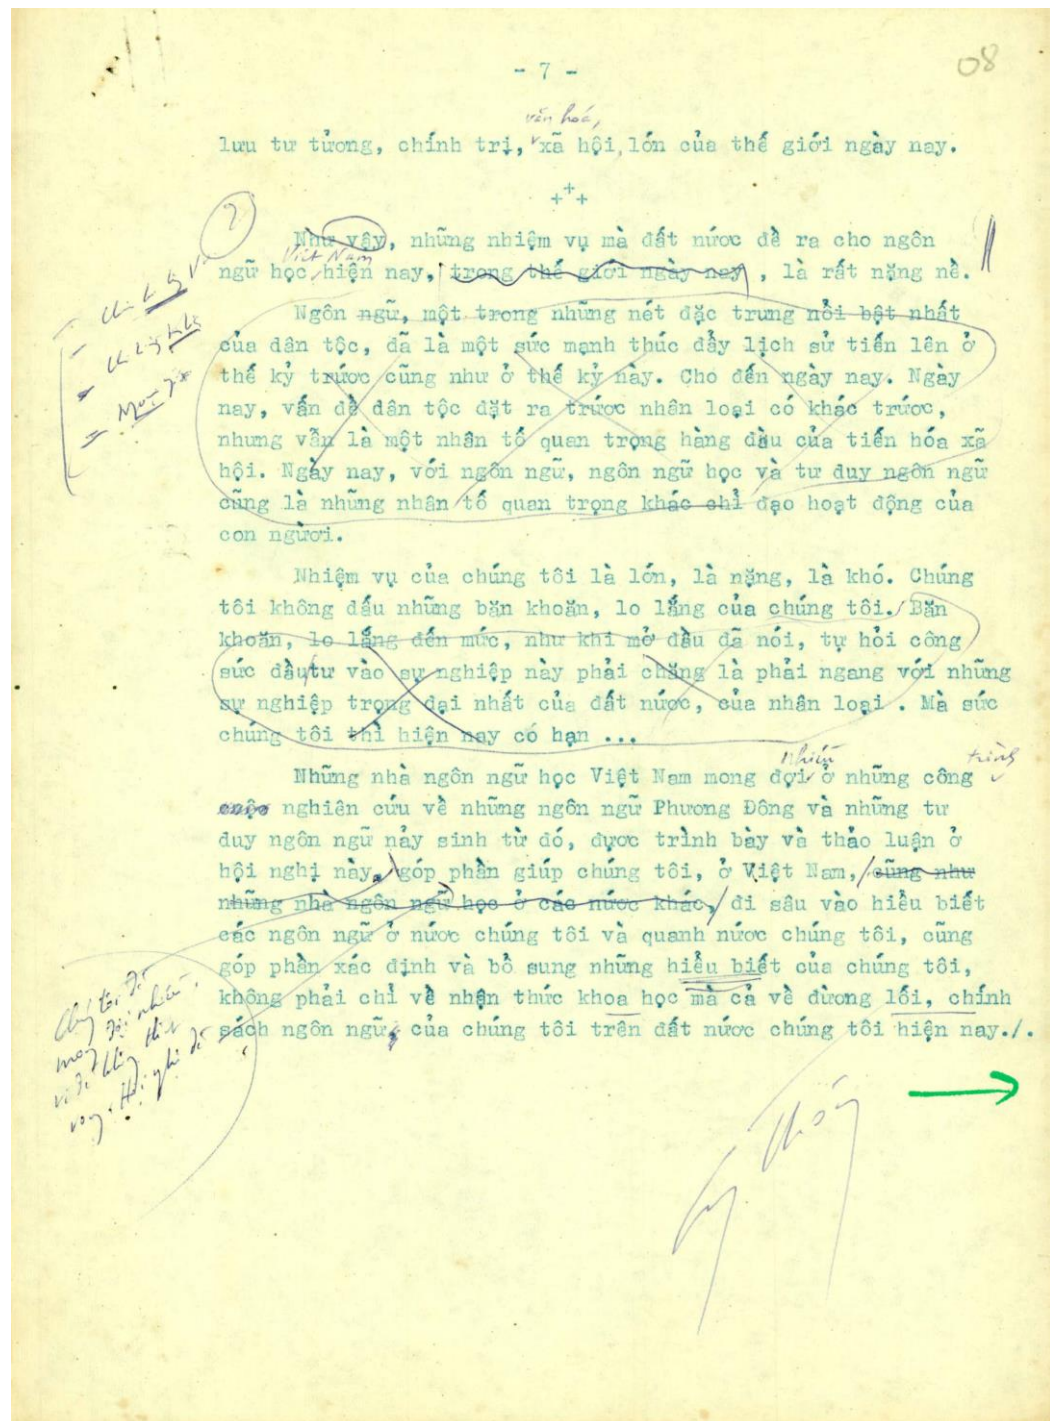 - 7 -
08
văn hóa,
lưu tư tưởng, chính trị, xã hội, lớn của thế giới ngày nay.
+++
?
Như vậy, những nhiệm vụ mà đất nước đề ra cho ngôn
Việt Nam
ngữ học hiện nay, trong thế giới ngày nay, là rất nặng nề.
Ngôn ngữ, một trong những nét đặc trưng nổi bật nhất
của dân tộc, đã là một sức mạnh thúc đẩy lịch sử tiến lên ở
thế kỷ trước cũng như ở thế kỷ này. Cho đến ngày nay. Ngày
nay, vấn đề dân tộc đặt ra trước nhân loại có khác trước,
nhưng vẫn là một nhân tố quan trọng hàng đầu của tiến hóa xã
hội. Ngày nay, với ngôn ngữ, ngôn ngữ học và tư duy ngôn ngữ
cũng là những nhân tố quan trọng khác chỉ đạo hoạt động của
con người.
Nhiệm vụ của chúng tôi là lớn, là nặng, là khó. Chúng
tôi không dấu những băn khoăn, lo lắng của chúng tôi. Băn
khoăn, lo lắng đến mức, như khi mở đầu đã nói, tự hỏi công
sức đầu tư vào sự nghiệp này phải chăng là phải ngang với những
sự nghiệp trọng đại nhất của đất nước, của nhân loại . Mà sức
chúng tôi thì hiện nay có hạn ...
nhiều trình
Những nhà ngôn ngữ học Việt Nam mong đợi ở những công
nghiên cứu về những ngôn ngữ Phương Đông và những tư
duy ngôn ngữ nảy sinh từ đó, được trình bày và thảo luận ở
hội nghị này, góp phần giúp chúng tôi, ở Việt Nam, cũng như
những nhà ngôn ngữ học ở các nước khác, đi sâu vào hiểu biết
các ngôn ngữ ở nước chúng tôi và quanh nước chúng tôi, cũng
góp phần xác định và bổ sung những hiểu biết của chúng tôi,
không phải chỉ về nhận thức khoa học mà cả về đường lối, chính
sách ngôn ngữ, của chúng tôi trên đất nước chúng tôi hiện nay./.
Chúng tôi đã
mong đợi nhiều,
vọng. Hội nghị đã